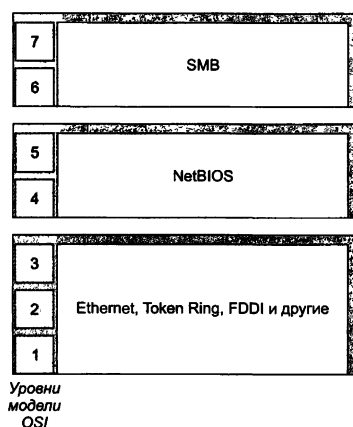 7
SMB
6
5
NetBIOS
4
3
2
Ethernet, Token Ring, FDDI и другие
1
Уровни
модели
OSI